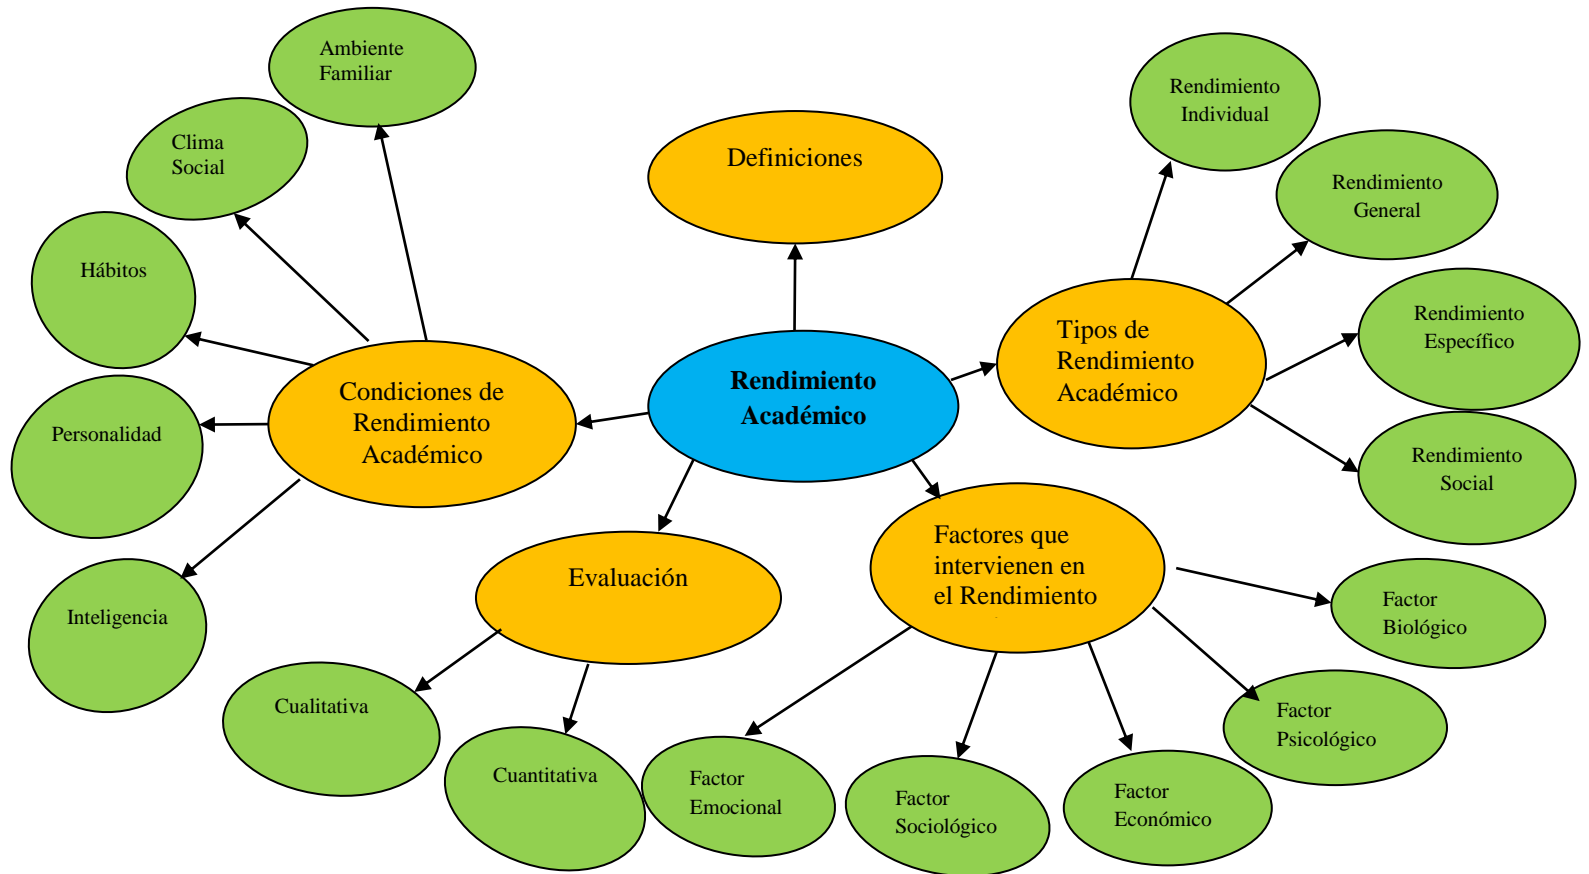 Ambiente
Familiar
Clima
Social
Hábitos
Personalidad
Inteligencia
Condiciones de
Rendimiento
Académico
Definiciones
Rendimiento
Académico
Evaluación
Cualitativa
Cuantitativa
Tipos de
Rendimiento
Académico
Rendimiento
Individual
Rendimiento
General
Rendimiento
Específico
Rendimiento
Social
Factores que
intervienen en
el Rendimiento
Factor
Biológico
Factor
Psicológico
Factor
Económico
Factor
Sociológico
Factor
Emocional